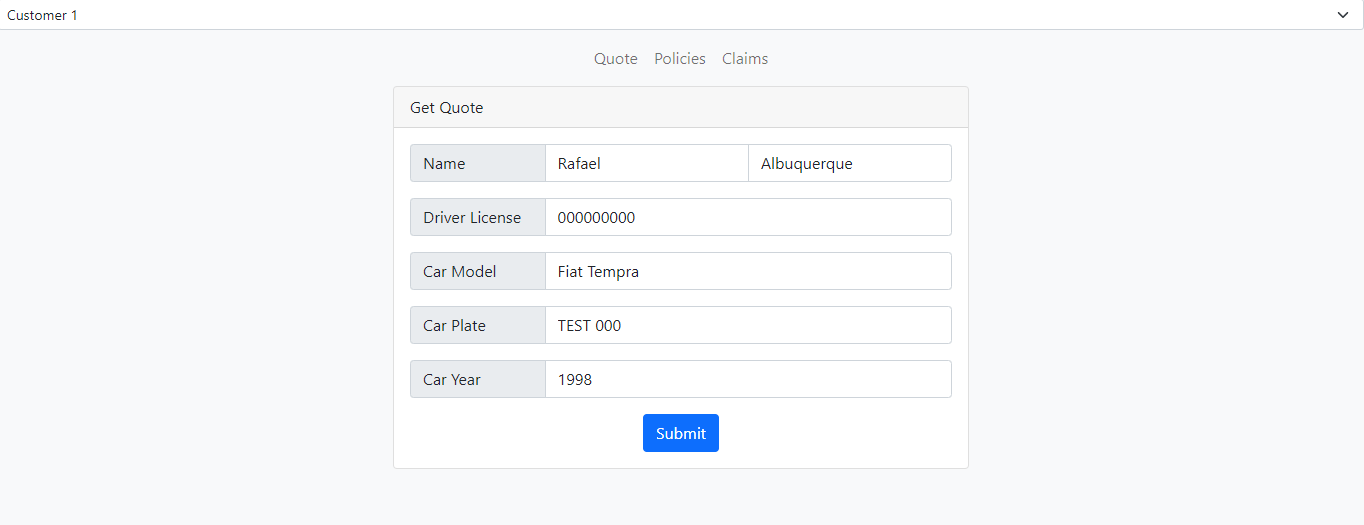 Customer 1
Quote Policies Claims
Get Quote
Name Rafael Albuquerque
Driver License 000000000
Car Model Fiat Tempra
Car Plate TEST 000
Car Year 1998
Submit